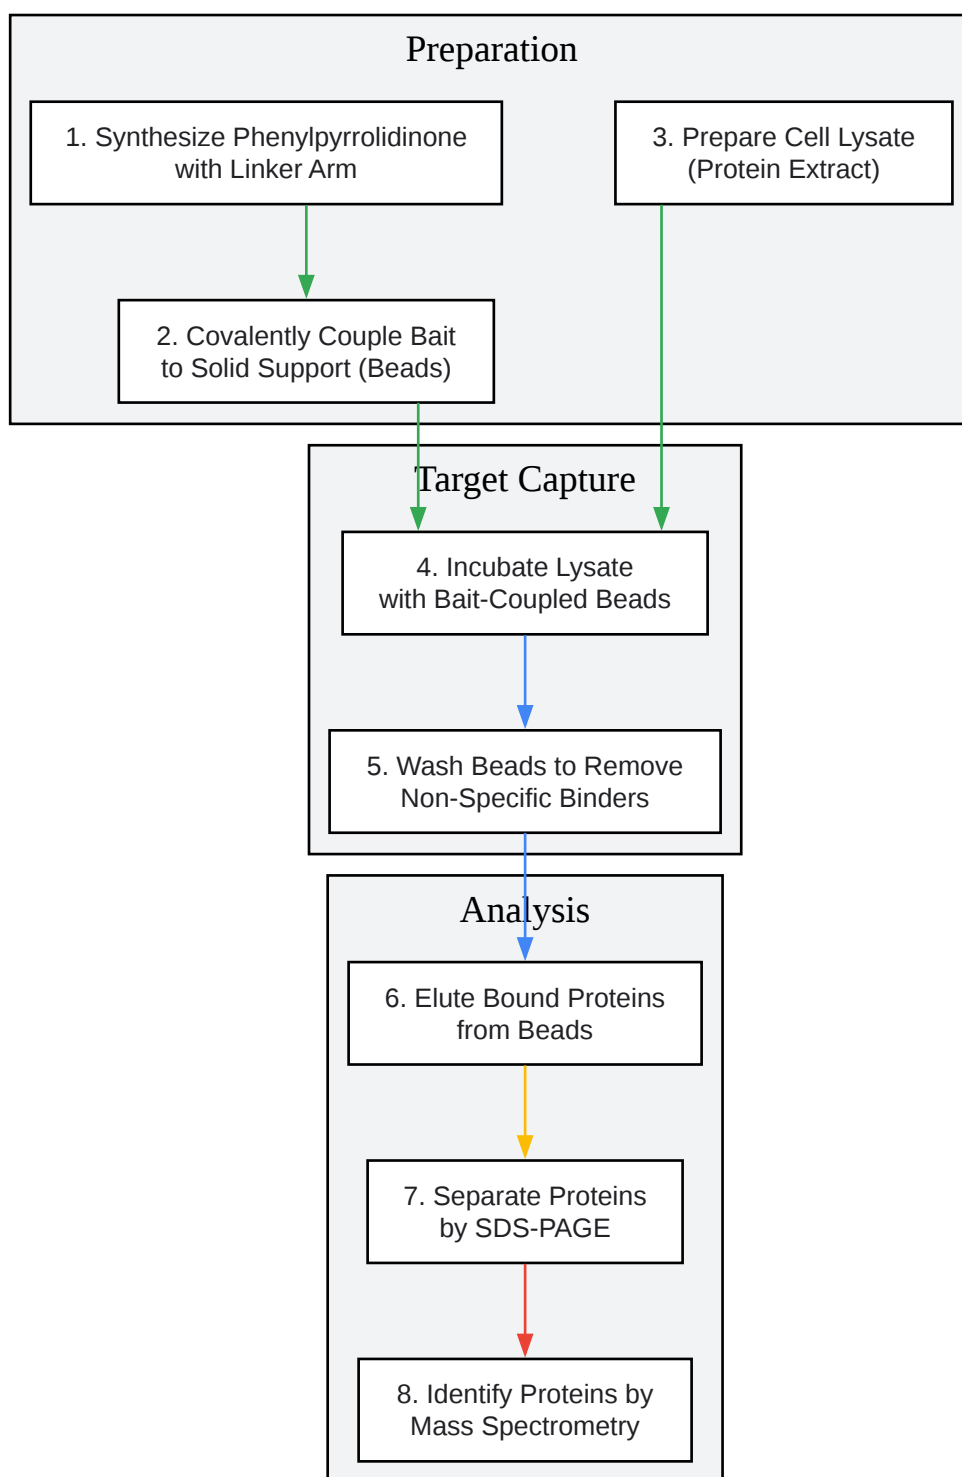 Preparation
1. Synthesize Phenylpyrrolidinone
with Linker Arm
3. Prepare Cell Lysate
(Protein Extract)
2. Covalently Couple Bait
to Solid Support (Beads)
Target Capture
4. Incubate Lysate
with Bait-Coupled Beads
5. Wash Beads to Remove
Non-Specific Binders
Analysis
6. Elute Bound Proteins
from Beads
7. Separate Proteins
by SDS-PAGE
8. Identify Proteins by
Mass Spectrometry